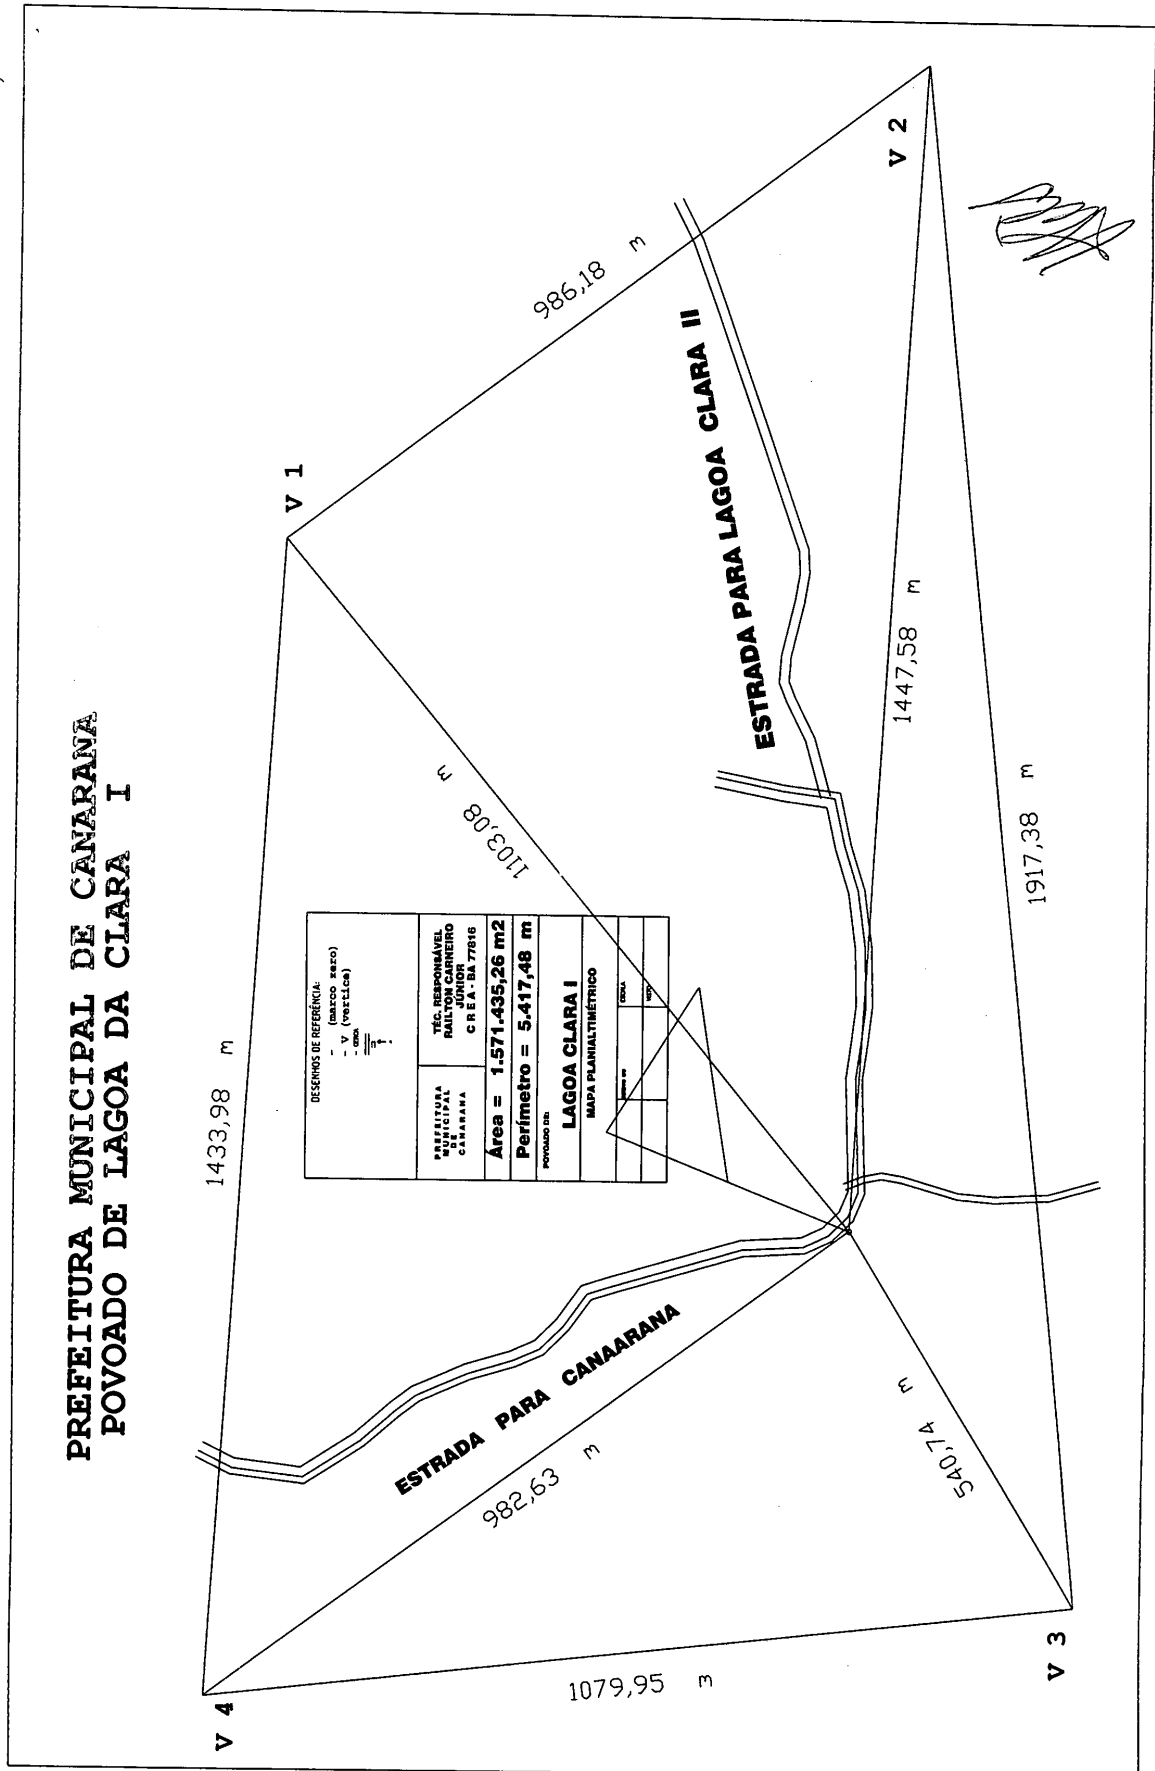 PREFEITURA MUNICIPAL DE CANARANA
POVOADO DE LAGOA DA CLARA I
V 1
V 2
V 3
V 4
1433,98 m
986,18 m
1103,08 m
1447,58 m
1917,38 m
982,63 m
540,74 m
1079,95 m
ESTRADA PARA LAGOA CLARA II
ESTRADA PARA CANAARANA
DESENHOS DE REFERÊNCIA:
- (marco zero)
- V (vertice)
PREFEITURA
MUNICIPAL
DE
CANARANA
TÉC. RESPONSÁVEL
RAILTON CARNEIRO
JÚNIOR
C R E A - BA 77816
Área = 1.571.435,26 m2
Perímetro = 5.417,48 m
POVOADO DE:
LAGOA CLARA I
MAPA PLANIALTIMÉTRICO
ESCALA